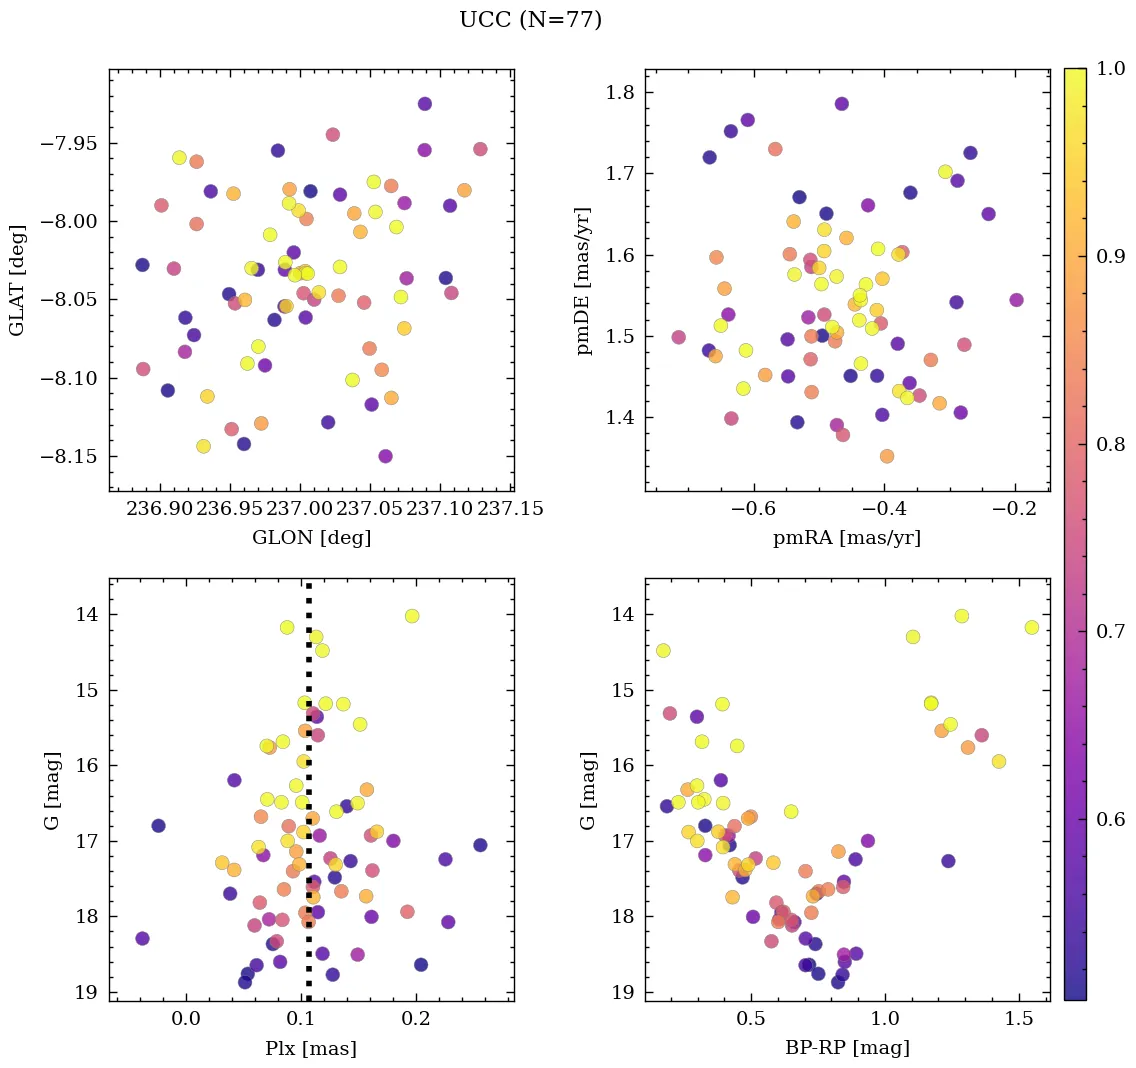 UCC (N=77)
−7.95
−8.00
−8.05
−8.10
−8.15
GLAT [deg]
236.90 236.95 237.00 237.05 237.10 237.15
GLON [deg]
1.8
1.7
1.6
1.5
1.4
pmDE [mas/yr]
−0.6 −0.4 −0.2
pmRA [mas/yr]
1.0
0.9
0.8
0.7
0.6
14
15
16
17
18
19
G [mag]
0.0 0.1 0.2
Plx [mas]
14
15
16
17
18
19
G [mag]
0.5 1.0 1.5
BP-RP [mag]